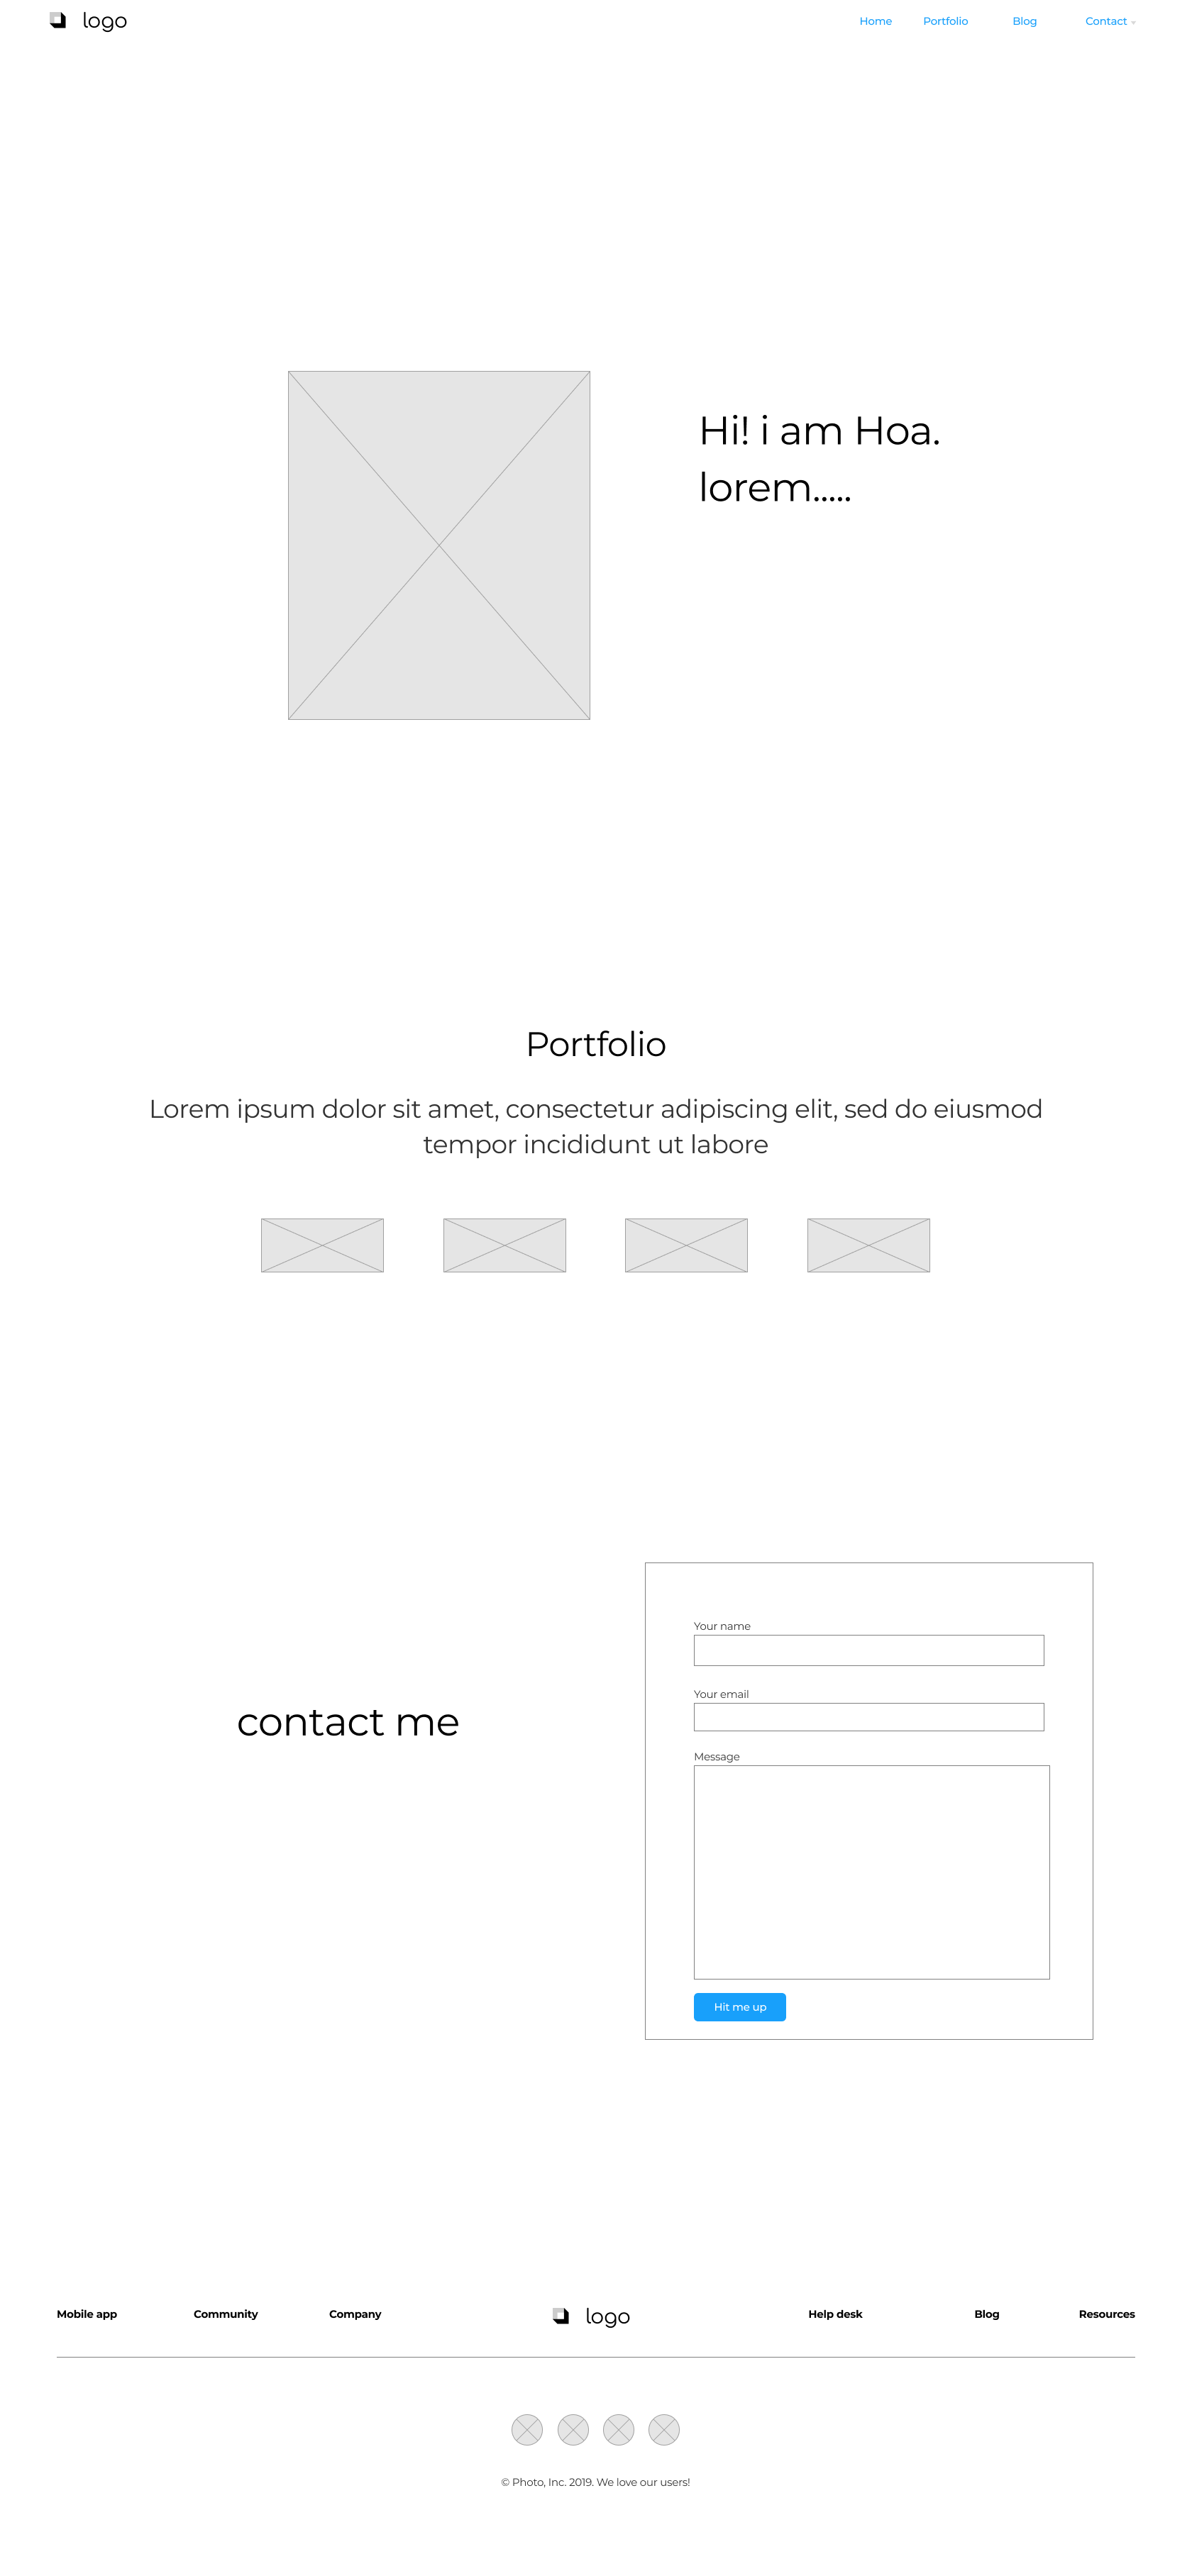 logo
Home Portfolio Blog Contact
Hi! i am Hoa.
lorem.....
Portfolio
Lorem ipsum dolor sit amet, consectetur adipiscing elit, sed do eiusmod
tempor incididunt ut labore
contact me
Your name
Your email
Message
Hit me up
Mobile app Community Company logo Help desk Blog Resources
© Photo, Inc. 2019. We love our users!